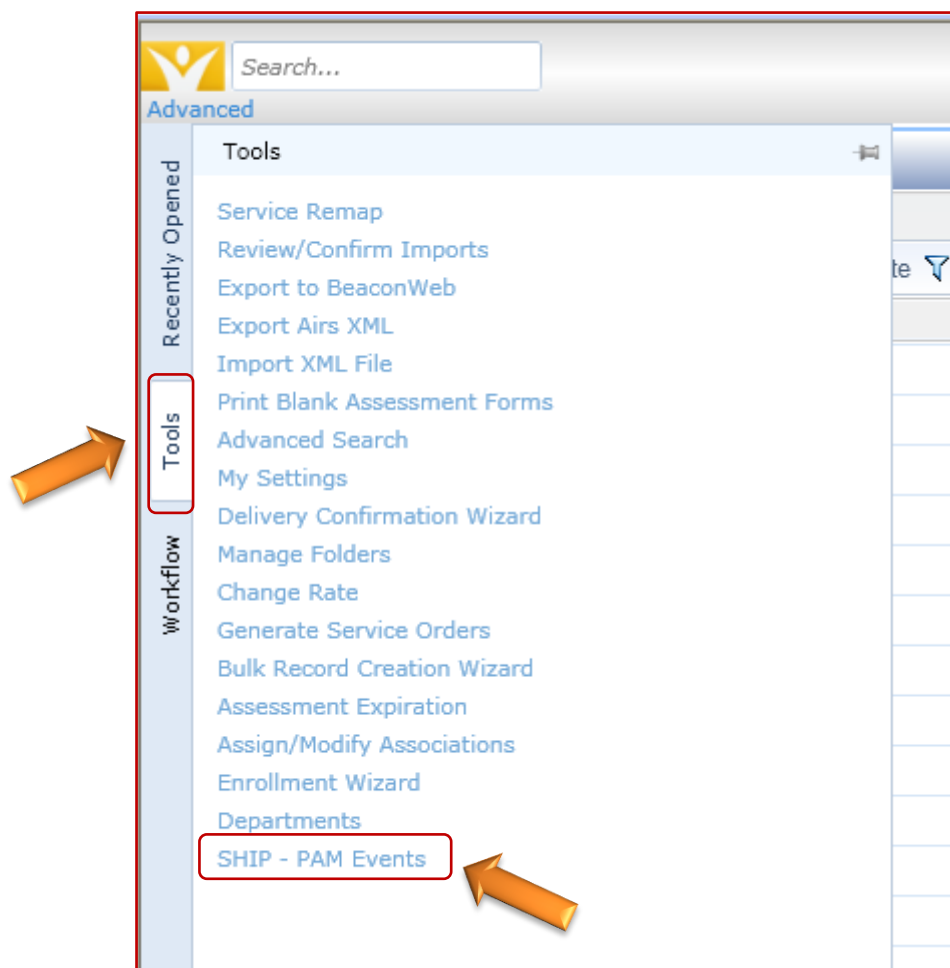 Search...
Advanced
Recently Opened
Tools
Workflow
Tools
Service Remap
Review/Confirm Imports
Export to BeaconWeb
Export Airs XML
Import XML File
Print Blank Assessment Forms
Advanced Search
My Settings
Delivery Confirmation Wizard
Manage Folders
Change Rate
Generate Service Orders
Bulk Record Creation Wizard
Assessment Expiration
Assign/Modify Associations
Enrollment Wizard
Departments
SHIP - PAM Events
te